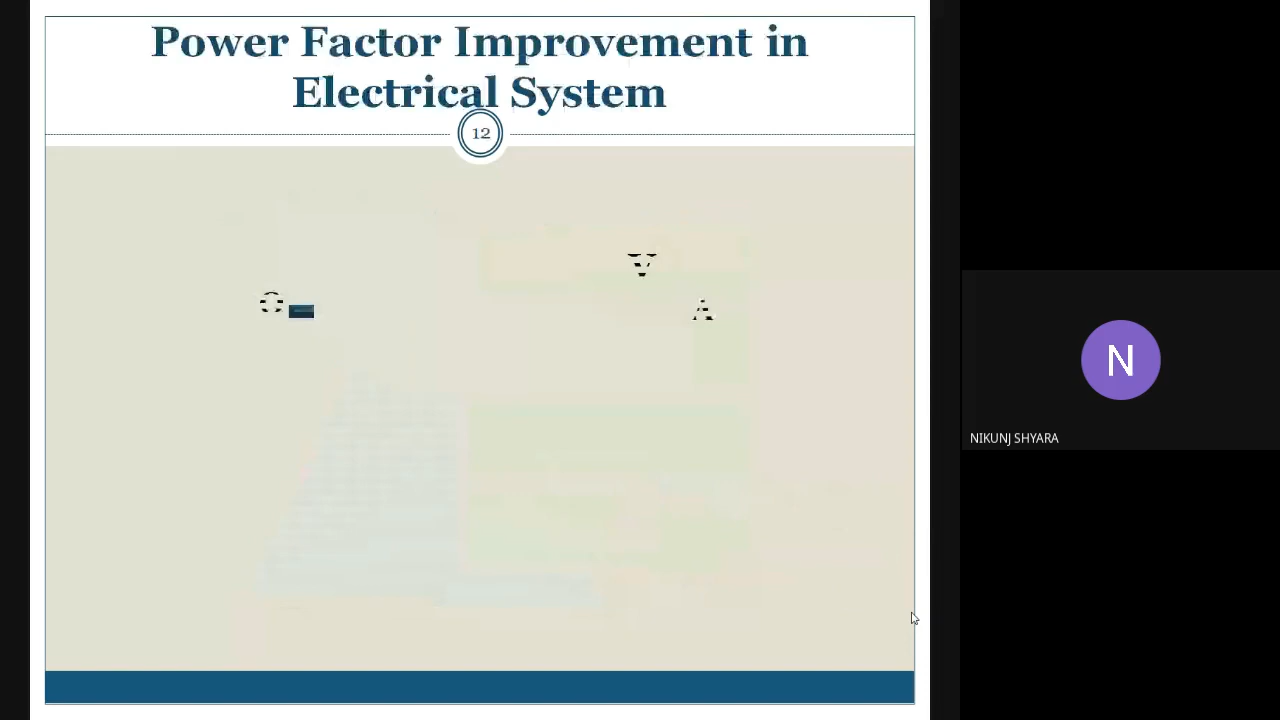 Power Factor Improvement in
Electrical System
12
O
V
A
N
NIKUNJ SHYARA